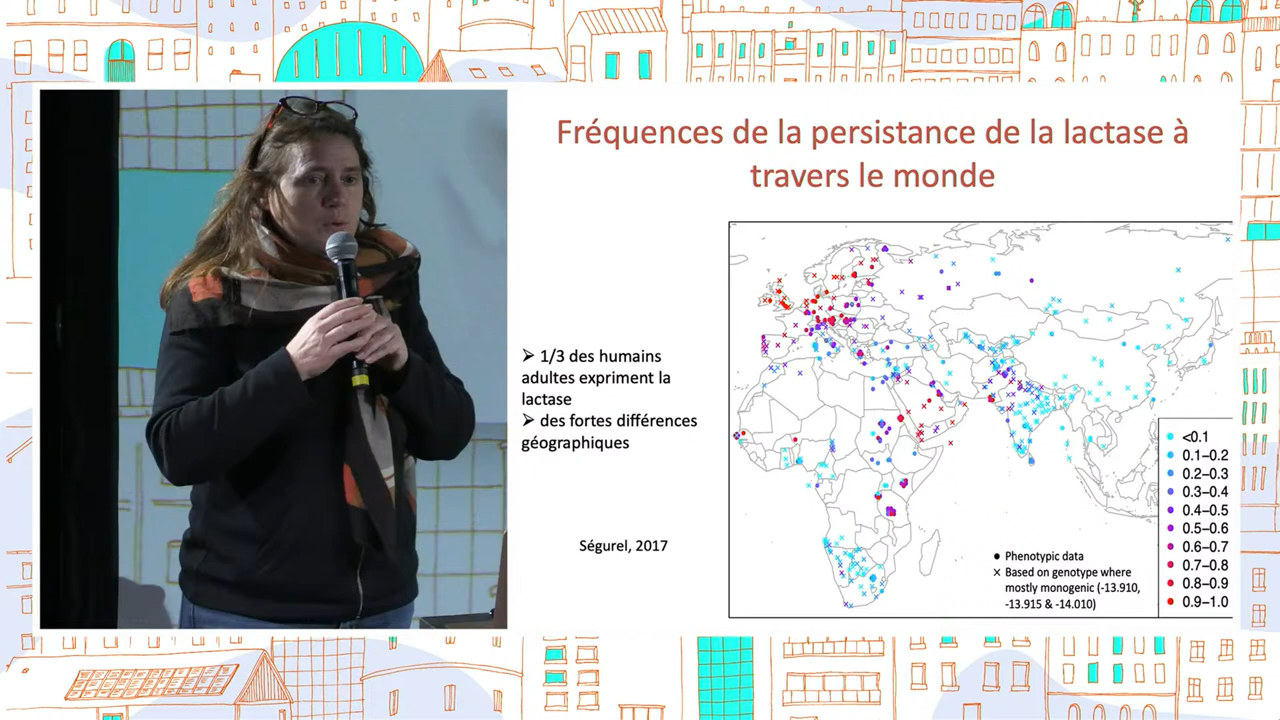 Fréquences de la persistance de la lactase à
travers le monde
➢ 1/3 des humains
adultes expriment la
lactase
➢ des fortes différences
géographiques
Ségurel, 2017
● Phenotypic data
× Based on genotype where
mostly monogenic (-13.910,
-13.915 & -14.010)
<0.1
0.1–0.2
0.2–0.3
0.3–0.4
0.4–0.5
0.5–0.6
0.6–0.7
0.7–0.8
0.8–0.9
0.9–1.0